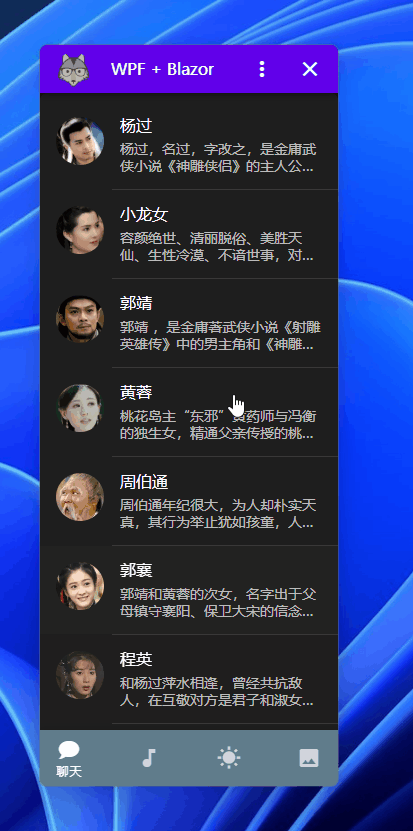 WPF + Blazor
杨过
杨过，名过，字改之，是金庸武
侠小说《神雕侠侣》的主人公...
小龙女
容颜绝世、清丽脱俗、美胜天
仙、生性冷漠、不谙世事，对...
郭靖
郭靖 ，是金庸著武侠小说《射雕
英雄传》中的男主角和《神雕...
黄蓉
桃花岛主“东邪”黄药师与冯衡
的独生女，精通父亲传授的桃...
周伯通
周伯通年纪很大，为人却朴实天
真，其行为举止犹如孩童，人...
郭襄
郭靖和黄蓉的次女，名字出于父
母镇守襄阳、保卫大宋的信念...
程英
和杨过萍水相逢，曾经共抗敌
人，在互敬对方是君子和淑女...
聊天